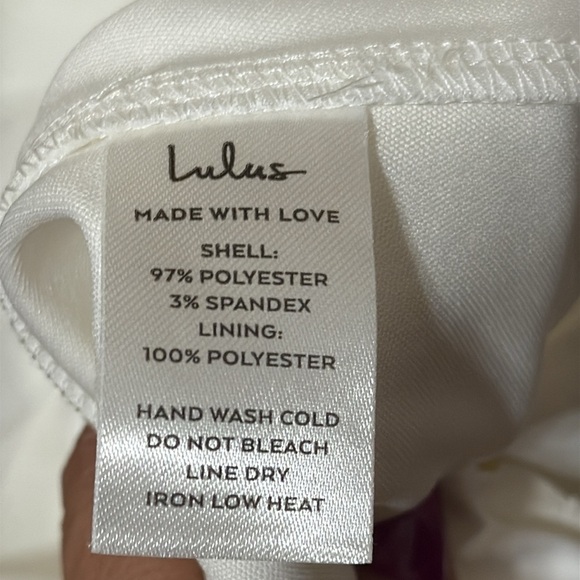 Lulus
MADE WITH LOVE
SHELL:
97% POLYESTER
3% SPANDEX
LINING:
100% POLYESTER
HAND WASH COLD
DO NOT BLEACH
LINE DRY
IRON LOW HEAT